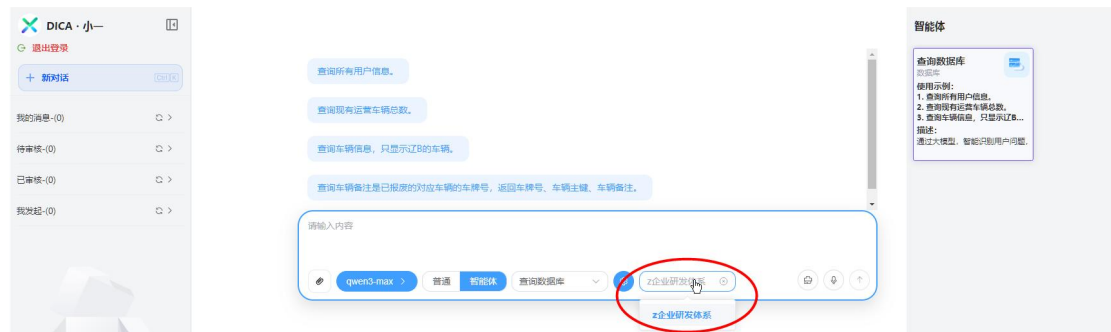 DICA · 小一
退出登录
新对话
我的消息-(0)
待审核-(0)
已审核-(0)
我发起-(0)
查询所有用户信息。
查询现有运营车辆总数。
查询车辆信息，只显示辽B的车辆。
查询车辆备注是已报废的对应车辆的车牌号，返回车牌号、车辆主键、车辆备注。
请输入内容
qwen3-max
普通
智能体
查询数据库
z企业研发体系
z企业研发体系
智能体
查询数据库
数据库
使用示例：
1. 查询所有用户信息。
2. 查询现有运营车辆总数。
3. 查询车辆信息，只显示辽B...
描述：
通过大模型，智能识别用户问题，